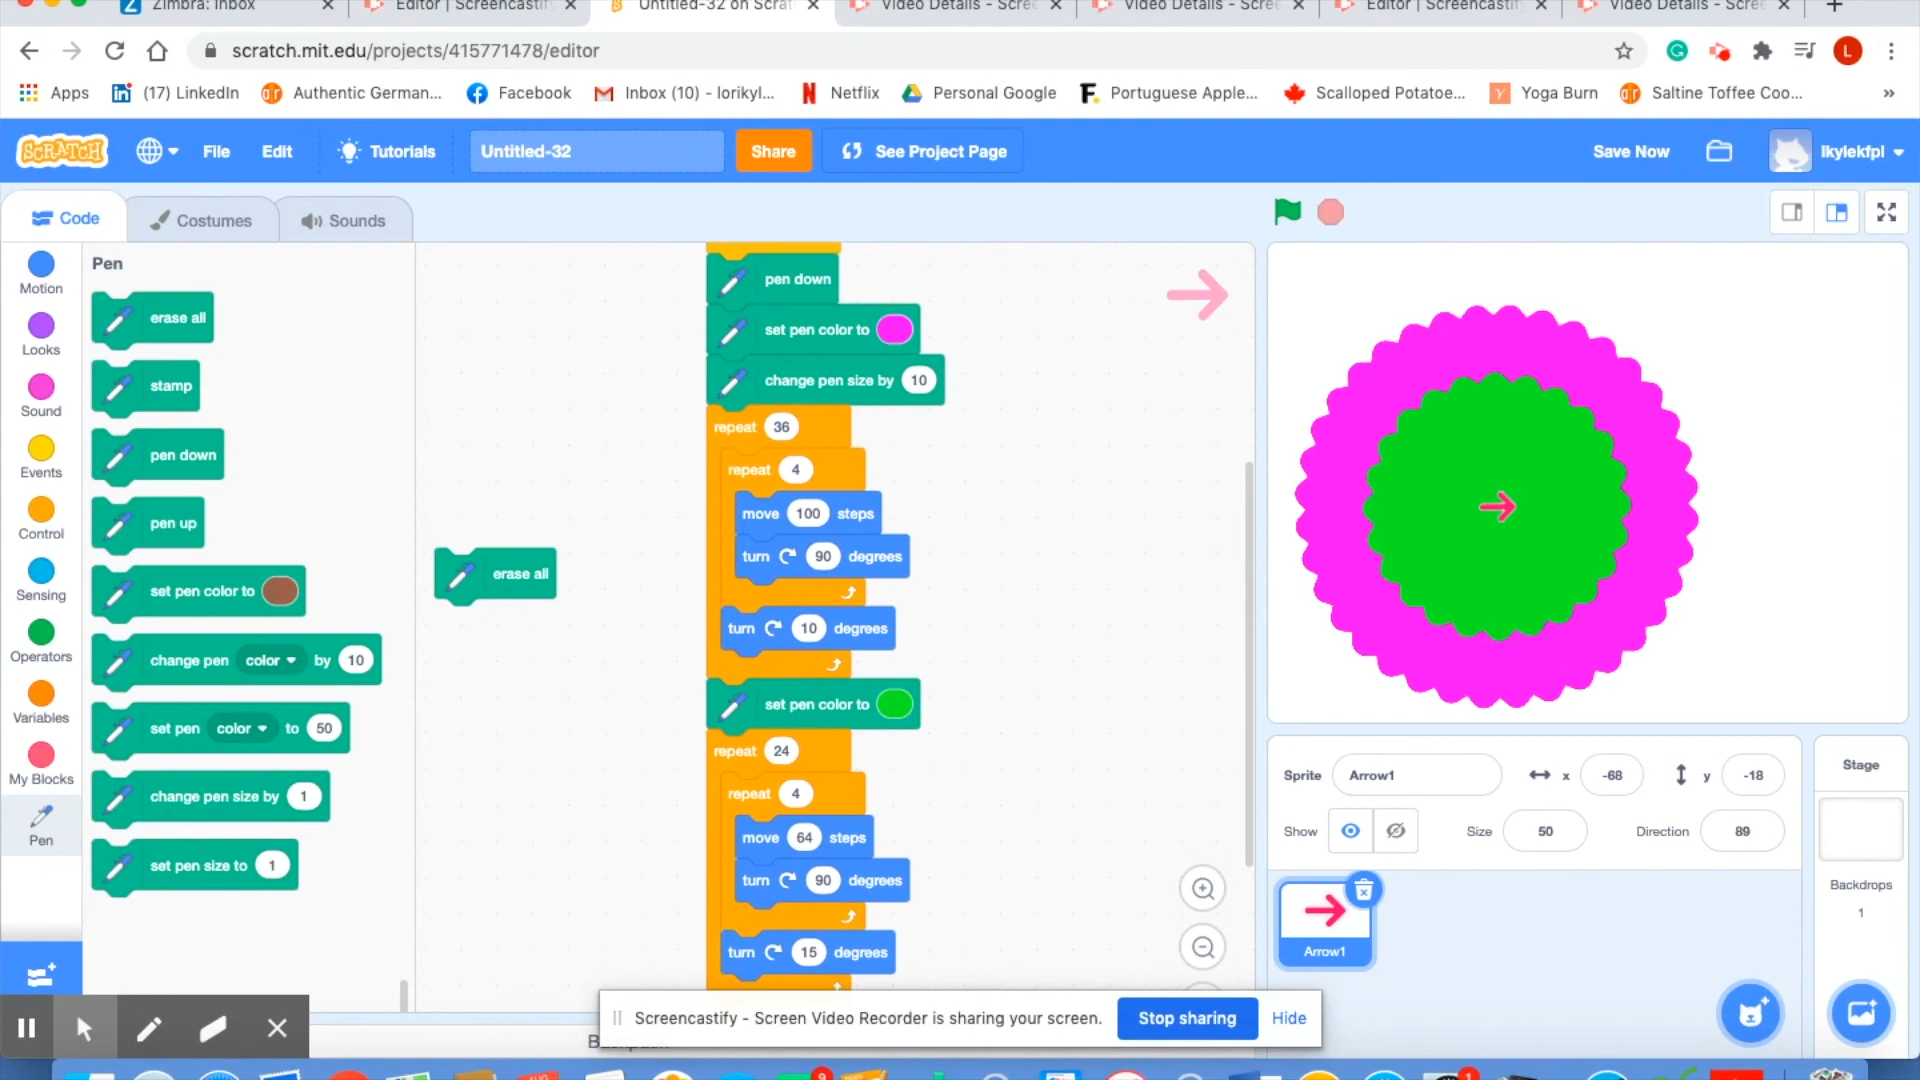 Zimbra: Inbox
Editor | Screencastify
Untitled-32 on Scrat
Video Details - Scree
Video Details - Scree
Editor | Screencastify
Video Details - Scree
scratch.mit.edu/projects/415771478/editor
L
Apps
(17) LinkedIn
Authentic German...
Facebook
Inbox (10) - lorikyl...
Netflix
Personal Google
Portuguese Apple...
Scalloped Potatoe...
Yoga Burn
Saltine Toffee Coo...
SCRATCH
File
Edit
Tutorials
Untitled-32
Share
See Project Page
Save Now
lkylekfpl
Code
Costumes
Sounds
Motion
Looks
Sound
Events
Control
Sensing
Operators
Variables
My Blocks
Pen
Pen
erase all
stamp
pen down
pen up
set pen color to
change pen color by 10
set pen color to 50
change pen size by 1
set pen size to 1
erase all
pen down
set pen color to
change pen size by 10
repeat 36
repeat 4
move 100 steps
turn 90 degrees
turn 10 degrees
set pen color to
repeat 24
repeat 4
move 64 steps
turn 90 degrees
turn 15 degrees
Sprite Arrow1 x -68 y -18
Show Size 50 Direction 89
Arrow1
Stage
Backdrops
1
Screencastify - Screen Video Recorder is sharing your screen.
Stop sharing
Hide
9
1